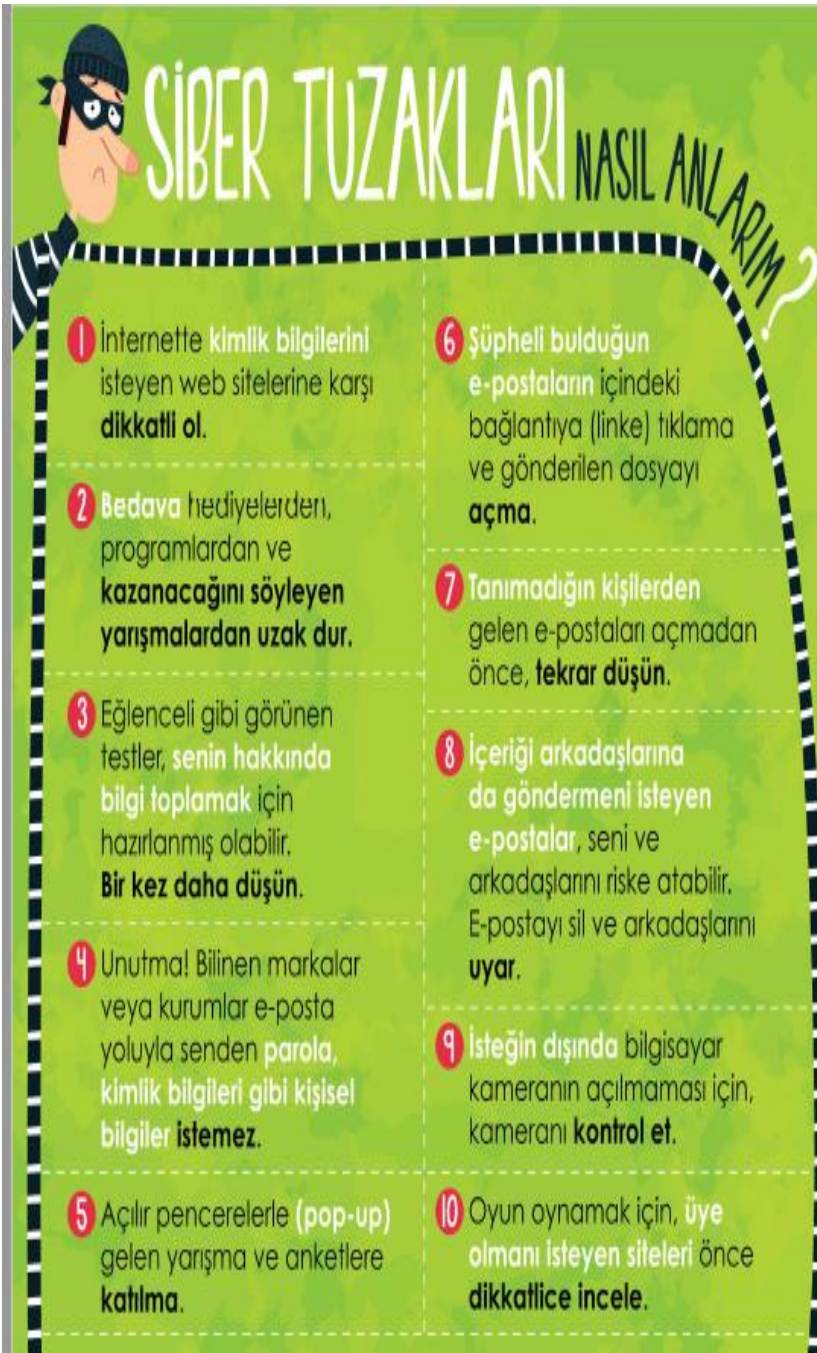 SİBER TUZAKLARI NASIL ANLARIM?
1 İnternette kimlik bilgilerini
isteyen web sitelerine karşı
dikkatli ol.
2 Bedava hediyelerden,
programlardan ve
kazanacağını söyleyen
yarışmalardan uzak dur.
3 Eğlenceli gibi görünen
testler, senin hakkında
bilgi toplamak için
hazırlanmış olabilir.
Bir kez daha düşün.
4 Unutma! Bilinen markalar
veya kurumlar e-posta
yoluyla senden parola,
kimlik bilgileri gibi kişisel
bilgiler istemez.
5 Açılır pencerelerle (pop-up)
gelen yarışma ve anketlere
katılma.
6 Şüpheli bulduğun
e-postaların içindeki
bağlantıya (linke) tıklama
ve gönderilen dosyayı
açma.
7 Tanımadığın kişilerden
gelen e-postaları açmadan
önce, tekrar düşün.
8 İçeriği arkadaşlarına
da göndermeni isteyen
e-postalar, seni ve
arkadaşlarını riske atabilir.
E-postayı sil ve arkadaşlarını
uyar.
9 İsteğin dışında bilgisayar
kameranın açılmaması için,
kameranı kontrol et.
10 Oyun oynamak için, üye
olmanı isteyen siteleri önce
dikkatlice incele.